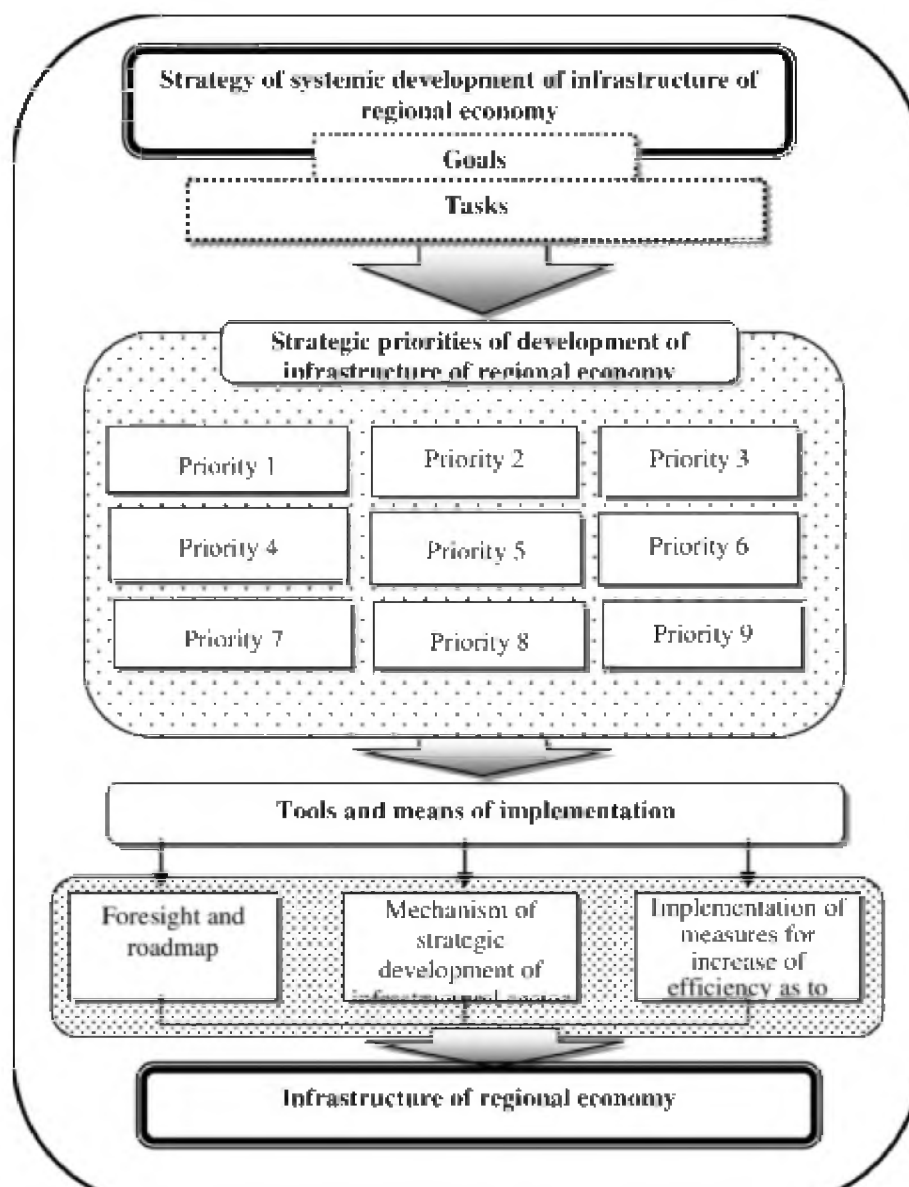 Strategy of systemic development of infrastructure of
regional economy
Goals
Tasks
Strategic priorities of development of
infrastructure of regional economy
Priority 1
Priority 2
Priority 3
Priority 4
Priority 5
Priority 6
Priority 7
Priority 8
Priority 9
Tools and means of implementation
Foresight and
roadmap
Mechanism of
strategic
development of
infrastructural sector
Implementation of
measures for
increase of
efficiency as to
Infrastructure of regional economy